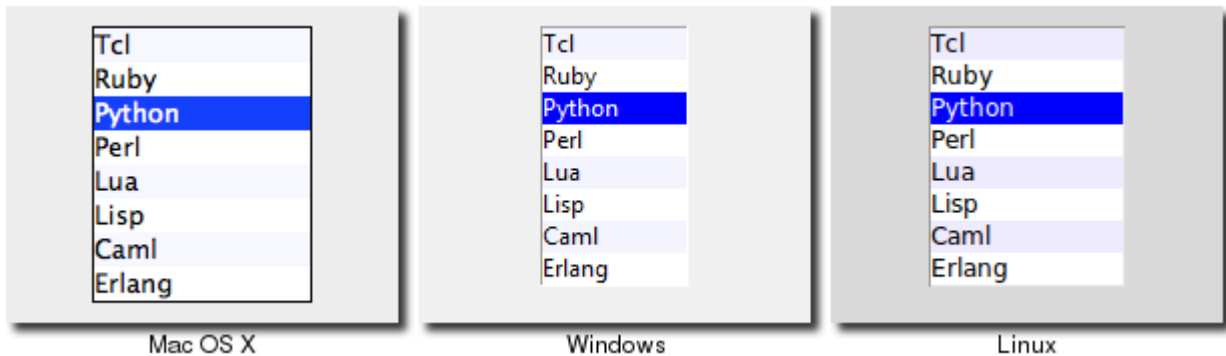 Tcl
Ruby
Python
Perl
Lua
Lisp
Caml
Erlang
Mac OS X
Tcl
Ruby
Python
Perl
Lua
Lisp
Caml
Erlang
Windows
Tcl
Ruby
Python
Perl
Lua
Lisp
Caml
Erlang
Linux